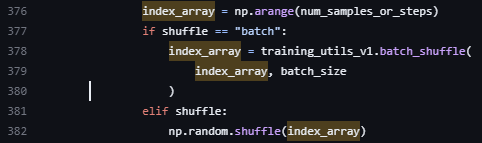 376 index_array = np.arange(num_samples_or_steps)
377 if shuffle == "batch":
378 index_array = training_utils_v1.batch_shuffle(
379 index_array, batch_size
380 )
381 elif shuffle:
382 np.random.shuffle(index_array)